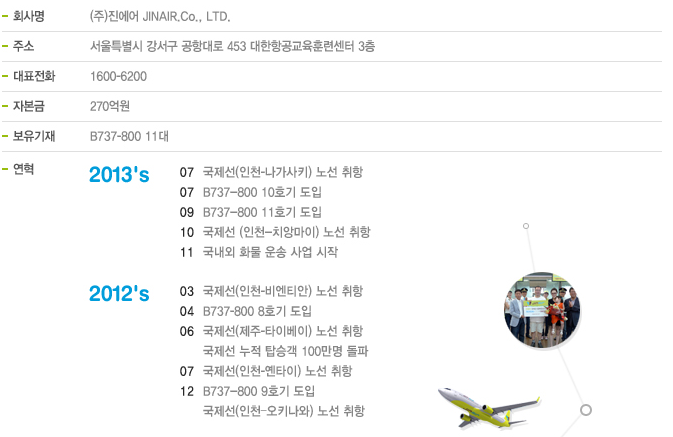 회사명 (주)진에어 JINAIR.Co., LTD.
주소 서울특별시 강서구 공항대로 453 대한항공교육훈련센터 3층
대표전화 1600-6200
자본금 270억원
보유기재 B737-800 11대
연혁
2013's
07 국제선(인천-나가사키) 노선 취항
07 B737-800 10호기 도입
09 B737-800 11호기 도입
10 국제선 (인천-치앙마이) 노선 취항
11 국내외 화물 운송 사업 시작
2012's
03 국제선(인천-비엔티안) 노선 취항
04 B737-800 8호기 도입
06 국제선(제주-타이베이) 노선 취항
국제선 누적 탑승객 100만명 돌파
07 국제선(인천-옌타이) 노선 취항
12 B737-800 9호기 도입
국제선(인천-오키나와) 노선 취항